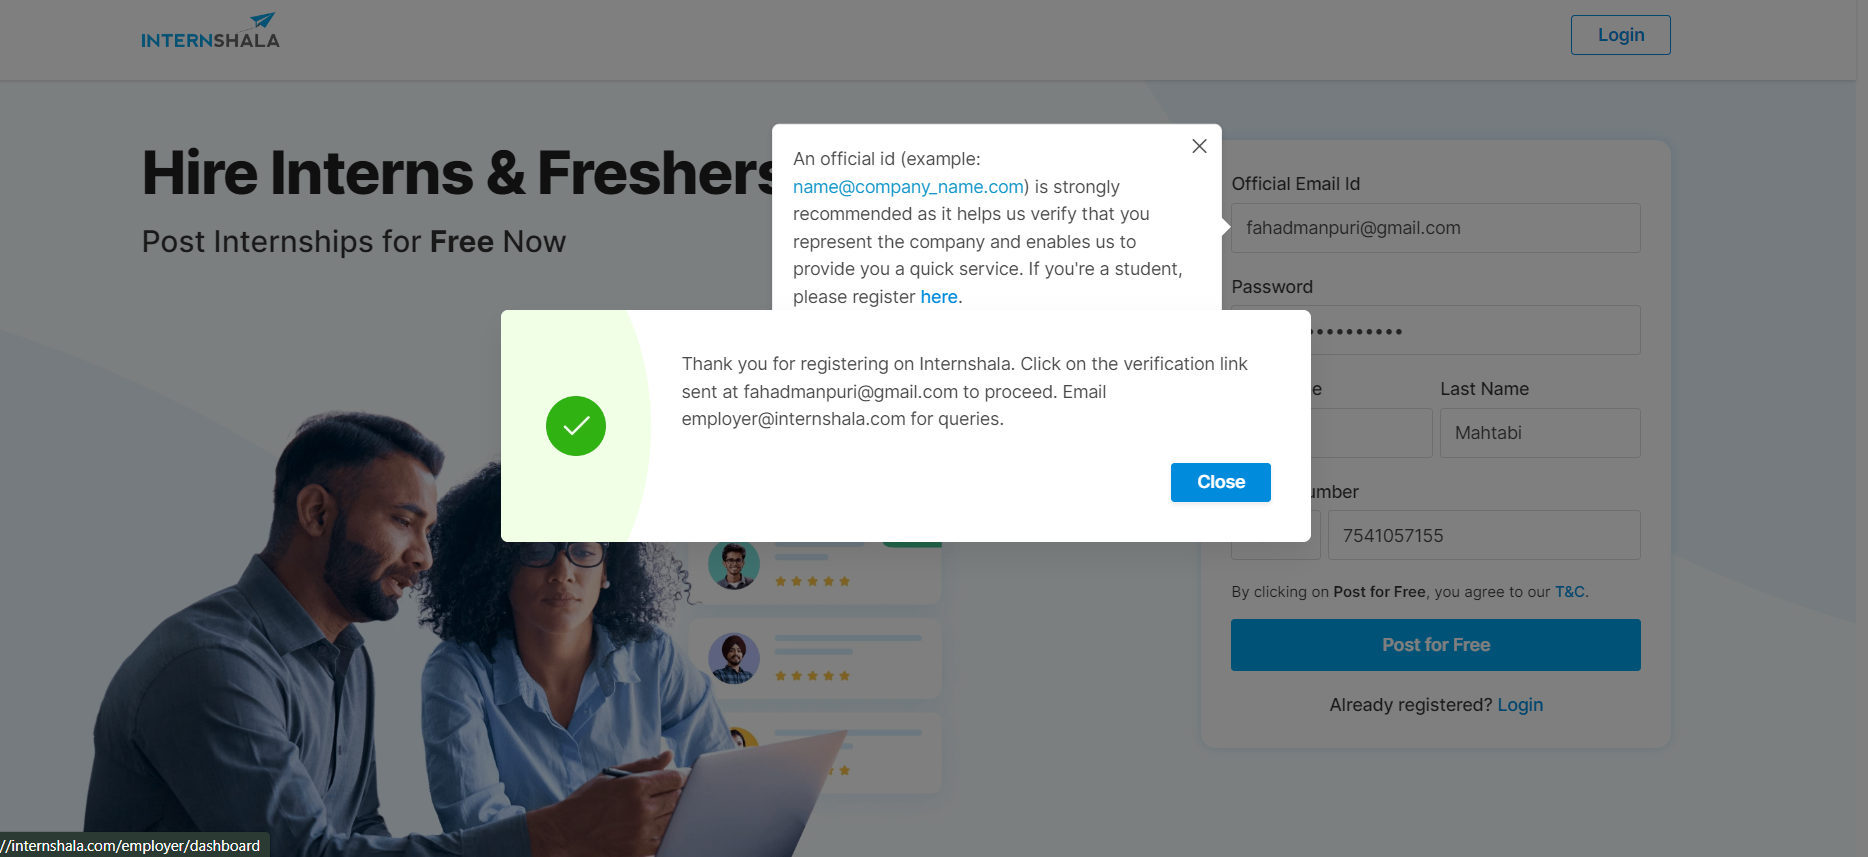 INTERNSHALA
Login
Hire Interns & Freshers
Post Internships for Free Now
An official id (example:
name@company_name.com) is strongly
recommended as it helps us verify that you
represent the company and enables us to
provide you a quick service. If you're a student,
please register here.
Official Email Id
fahadmanpuri@gmail.com
Password
••••••••••
Thank you for registering on Internshala. Click on the verification link
sent at fahadmanpuri@gmail.com to proceed. Email
employer@internshala.com for queries.
Close
Last Name
Mahtabi
7541057155
By clicking on Post for Free, you agree to our T&C.
Post for Free
Already registered? Login
//internshala.com/employer/dashboard